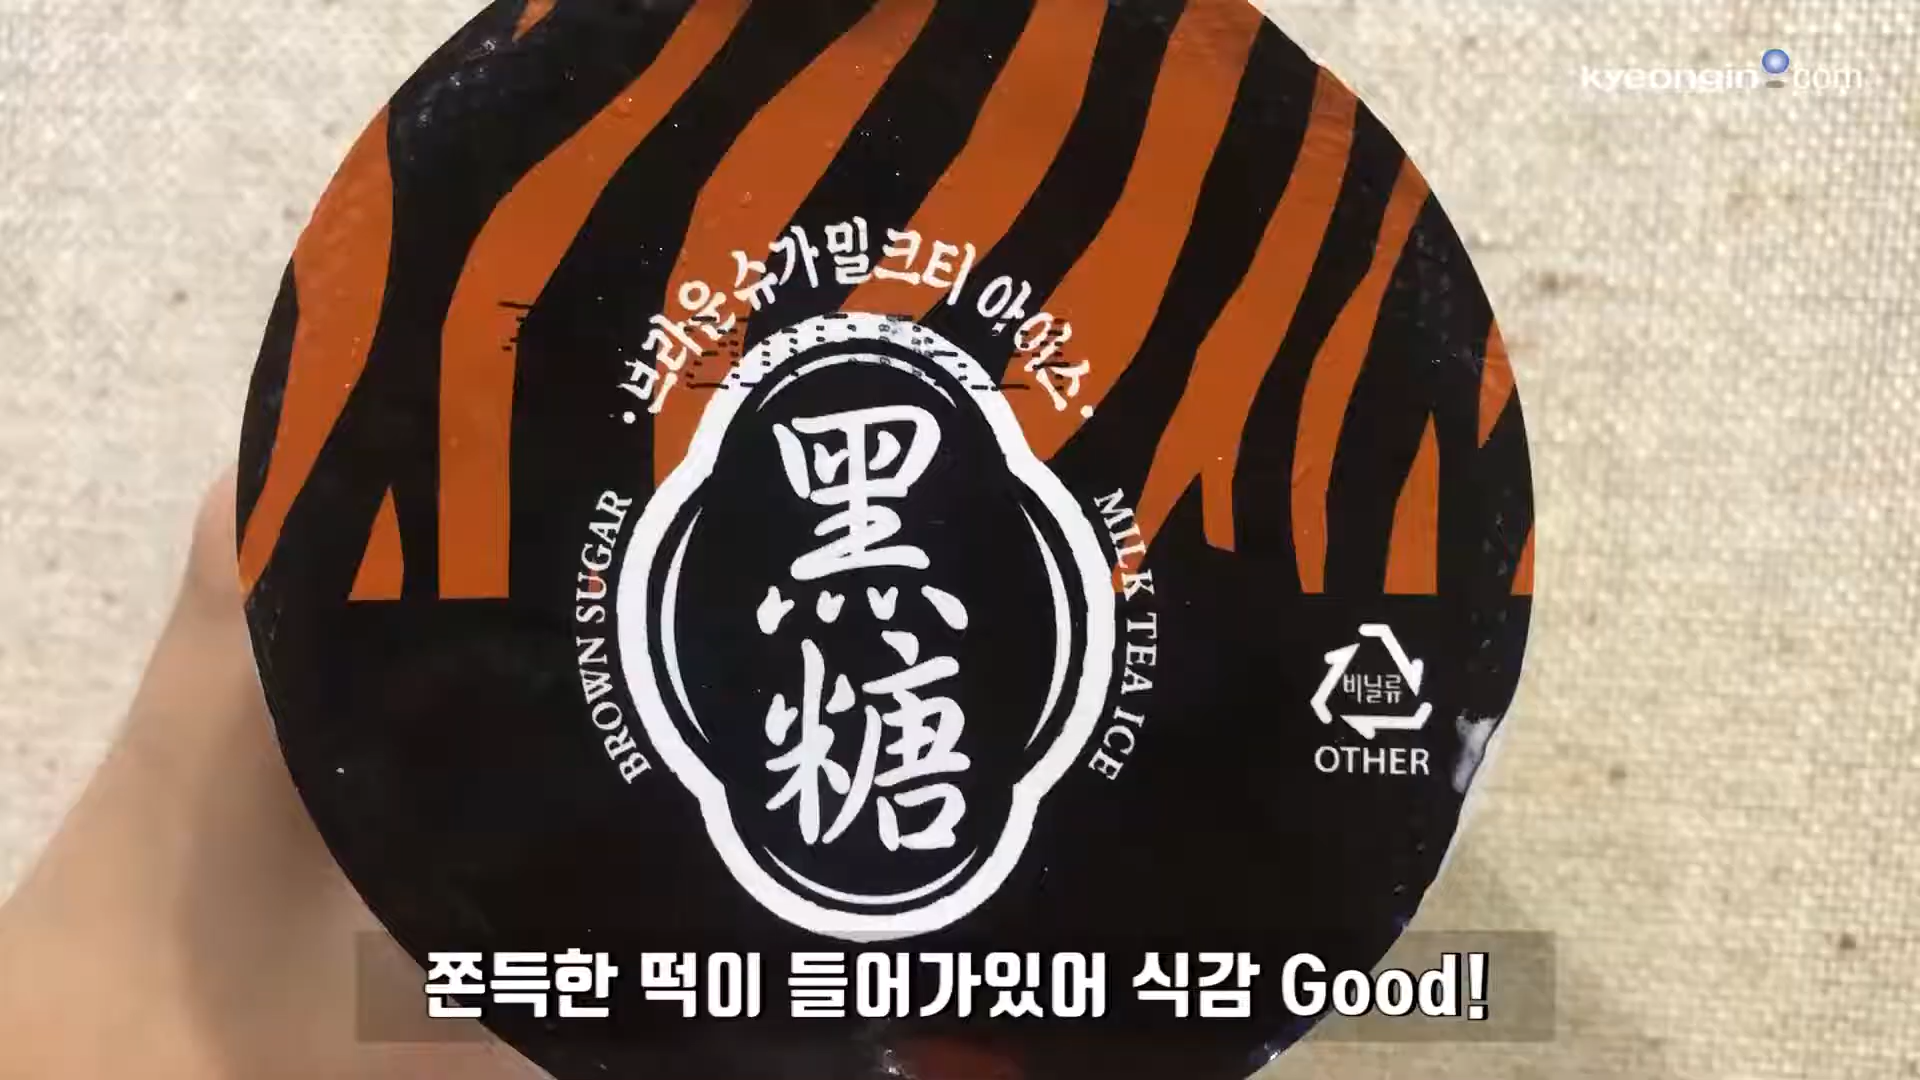 kyeongin.com
·브라운슈가밀크티 아이스·
黑糖
BROWN SUGAR
MILK TEA ICE
비닐류
OTHER
쫀득한 떡이 들어가있어 식감 Good!